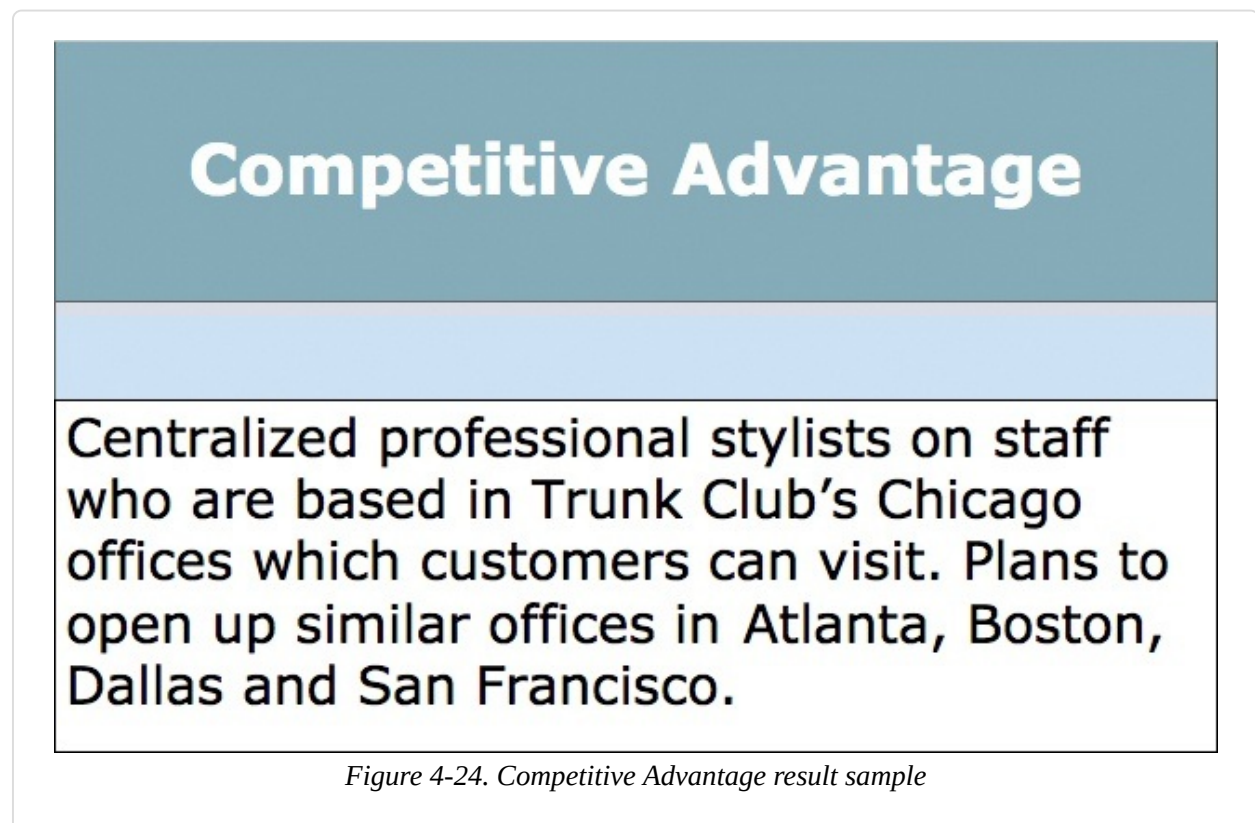 Competitive Advantage
Centralized professional stylists on staff
who are based in Trunk Club’s Chicago
offices which customers can visit. Plans to
open up similar offices in Atlanta, Boston,
Dallas and San Francisco.
Figure 4-24. Competitive Advantage result sample